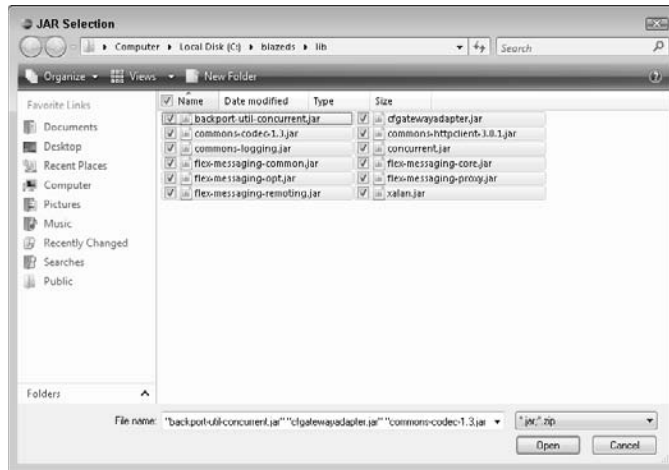 JAR Selection
Computer Local Disk (C:) blazeds lib
Search
Organize Views New Folder
Favorite Links
Documents
Desktop
Recent Places
Computer
Pictures
Music
Recently Changed
Searches
Public
Folders
Name Date modified Type Size
backport-util-concurrent.jar cfgatewayadapter.jar
commons-codec-1.3.jar commons-httpclient-3.0.1.jar
commons-logging.jar concurrent.jar
flex-messaging-common.jar flex-messaging-core.jar
flex-messaging-opt.jar flex-messaging-proxy.jar
flex-messaging-remoting.jar xalan.jar
File name: "backport-util-concurrent.jar" "cfgatewayadapter.jar" "commons-codec-1.3.jar
*.jar;*.zip
Open Cancel